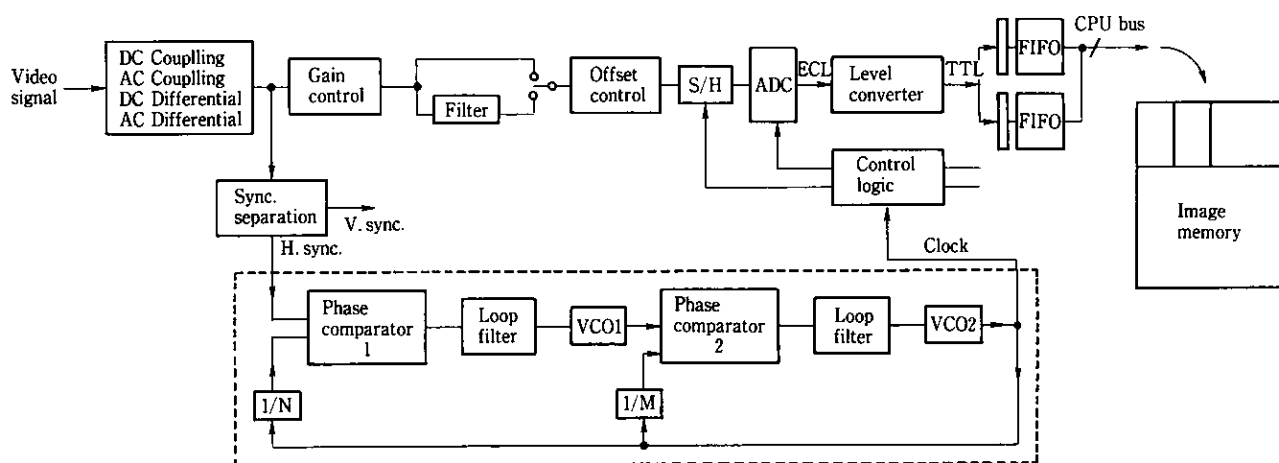 Video
signal
DC Couplling
AC Couplling
DC Differential
AC Differential
Gain
control
Filter
Offset
control
S/H
ADC
ECL
Level
converter
TTL
FIFO
FIFO
CPU bus
Control
logic
Sync.
separation
V. sync.
H. sync.
Clock
Image
memory
Phase
comparator
1
Loop
filter
VCO1
Phase
comparator
2
Loop
filter
VCO2
1/N
1/M